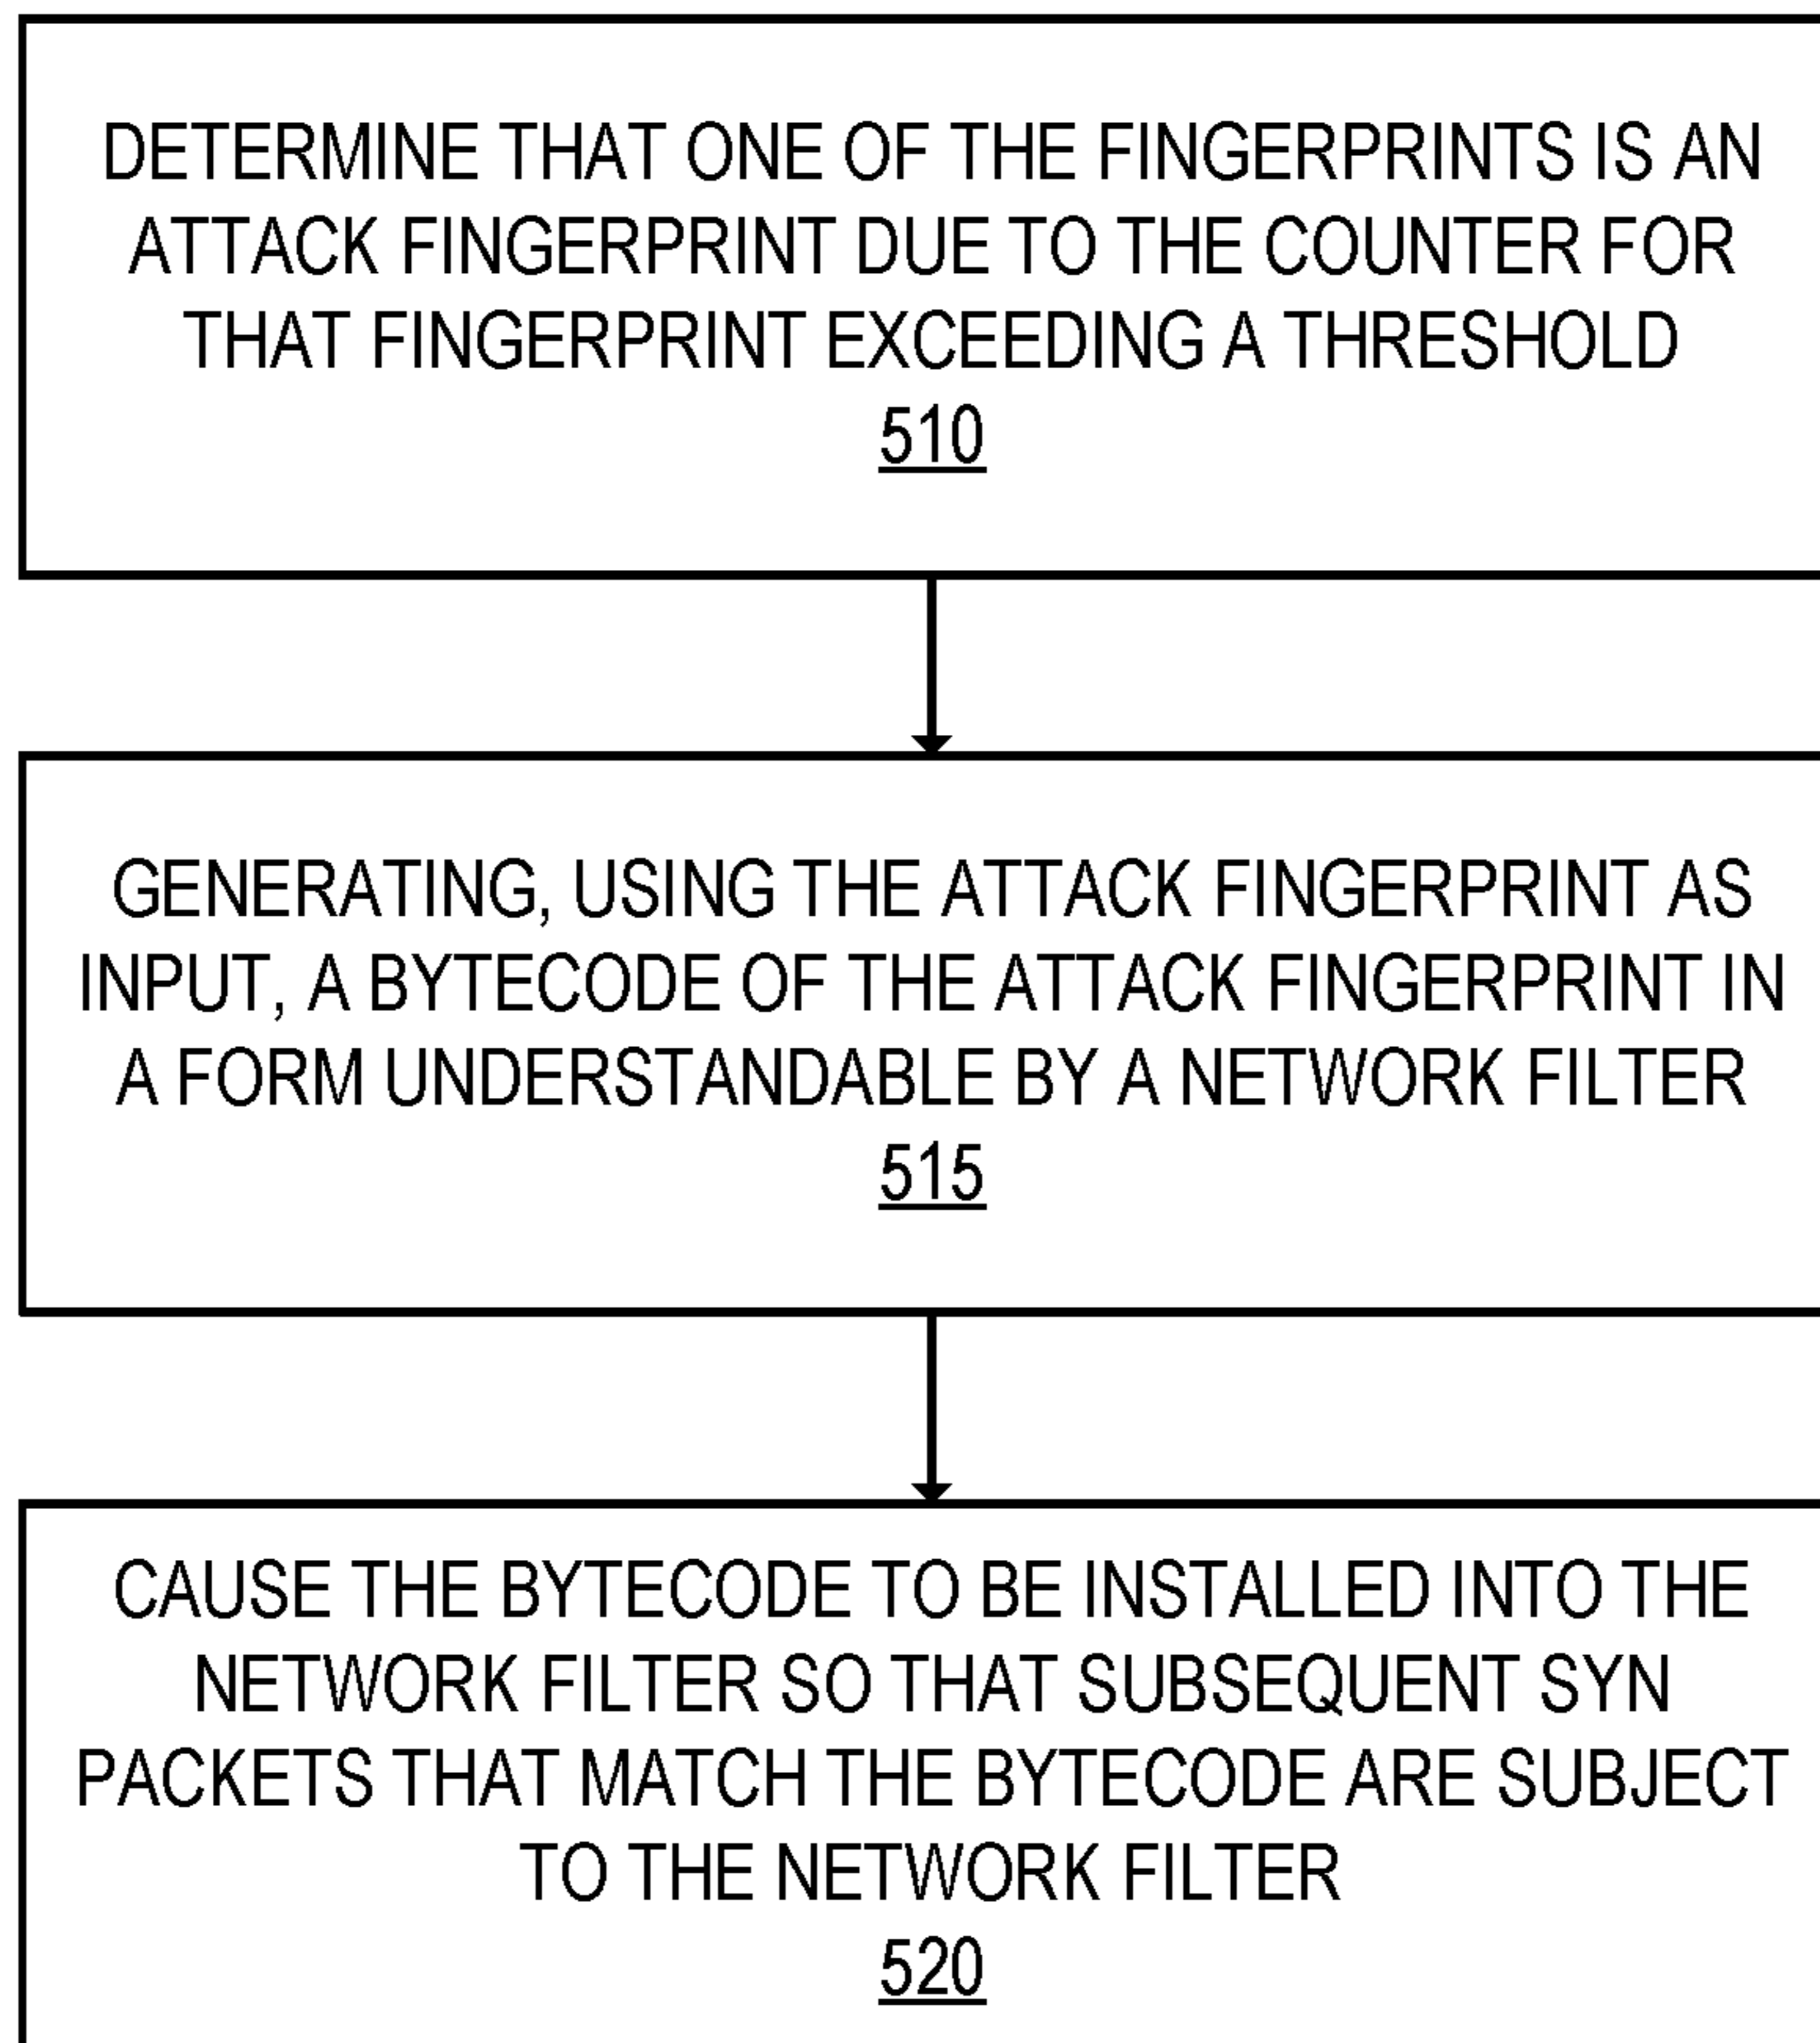 DETERMINE THAT ONE OF THE FINGERPRINTS IS AN
ATTACK FINGERPRINT DUE TO THE COUNTER FOR
THAT FINGERPRINT EXCEEDING A THRESHOLD
510
GENERATING, USING THE ATTACK FINGERPRINT AS
INPUT, A BYTECODE OF THE ATTACK FINGERPRINT IN
A FORM UNDERSTANDABLE BY A NETWORK FILTER
515
CAUSE THE BYTECODE TO BE INSTALLED INTO THE
NETWORK FILTER SO THAT SUBSEQUENT SYN
PACKETS THAT MATCH THE BYTECODE ARE SUBJECT
TO THE NETWORK FILTER
520